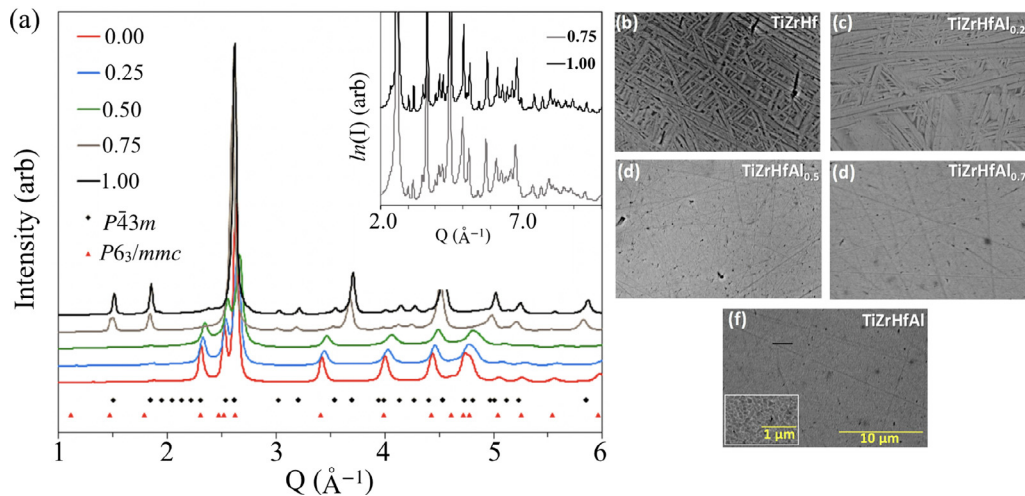 (a)
0.00
0.25
0.50
0.75
1.00
P4̅3m
P6₃/mmc
Intensity (arb)
1 2 3 4 5 6
Q (Å⁻¹)
0.75
1.00
ln(I) (arb)
2.0 7.0
Q (Å⁻¹)
(b) TiZrHf
(c) TiZrHfAl₀.₂
(d) TiZrHfAl₀.₅
(d) TiZrHfAl₀.₇
(f) TiZrHfAl
1 µm
10 µm